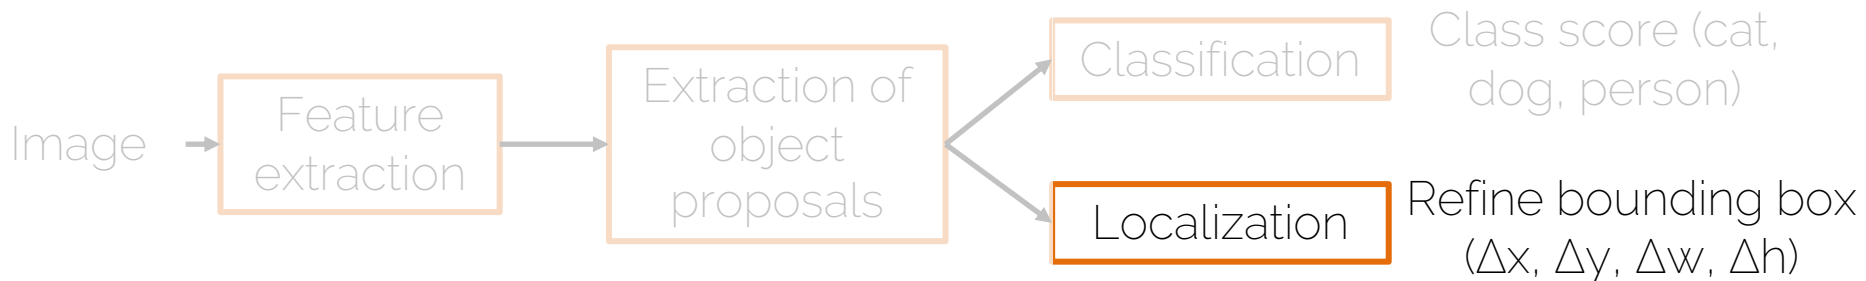 Image
Feature
extraction
Extraction of
object
proposals
Classification
Class score (cat,
dog, person)
Localization
Refine bounding box
(Δx, Δy, Δw, Δh)